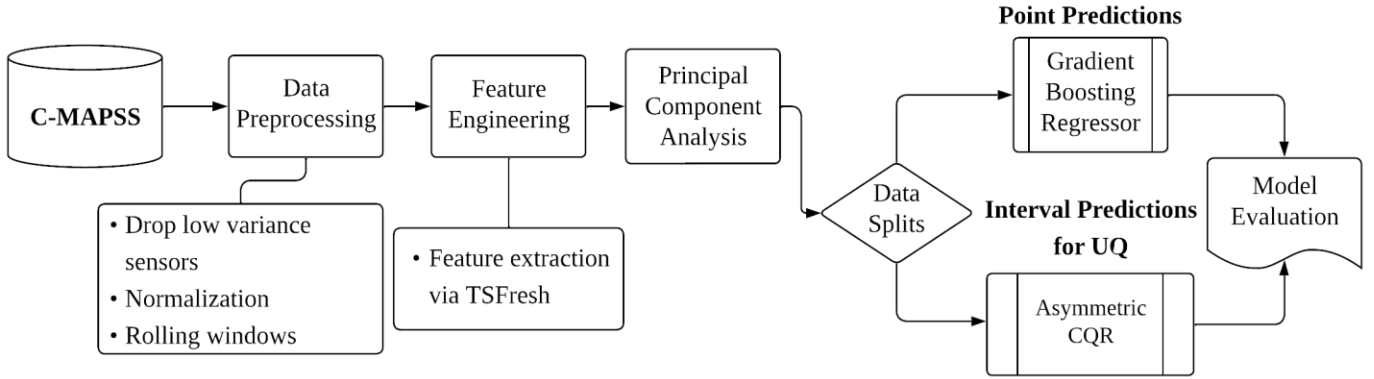 C-MAPSS
Data
Preprocessing
• Drop low variance
sensors
• Normalization
• Rolling windows
Feature
Engineering
• Feature extraction
via TSFresh
Principal
Component
Analysis
Data
Splits
Point Predictions
Gradient
Boosting
Regressor
Interval Predictions
for UQ
Asymmetric
CQR
Model
Evaluation